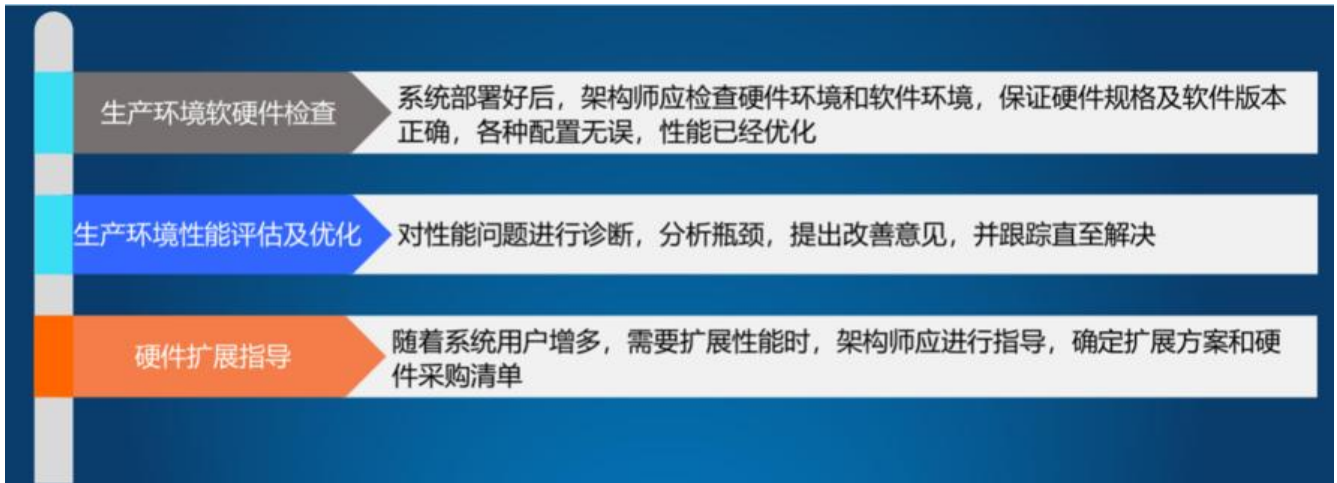 生产环境软硬件检查
系统部署好后，架构师应检查硬件环境和软件环境，保证硬件规格及软件版本
正确，各种配置无误，性能已经优化
生产环境性能评估及优化
对性能问题进行诊断，分析瓶颈，提出改善意见，并跟踪直至解决
硬件扩展指导
随着系统用户增多，需要扩展性能时，架构师应进行指导，确定扩展方案和硬
件采购清单